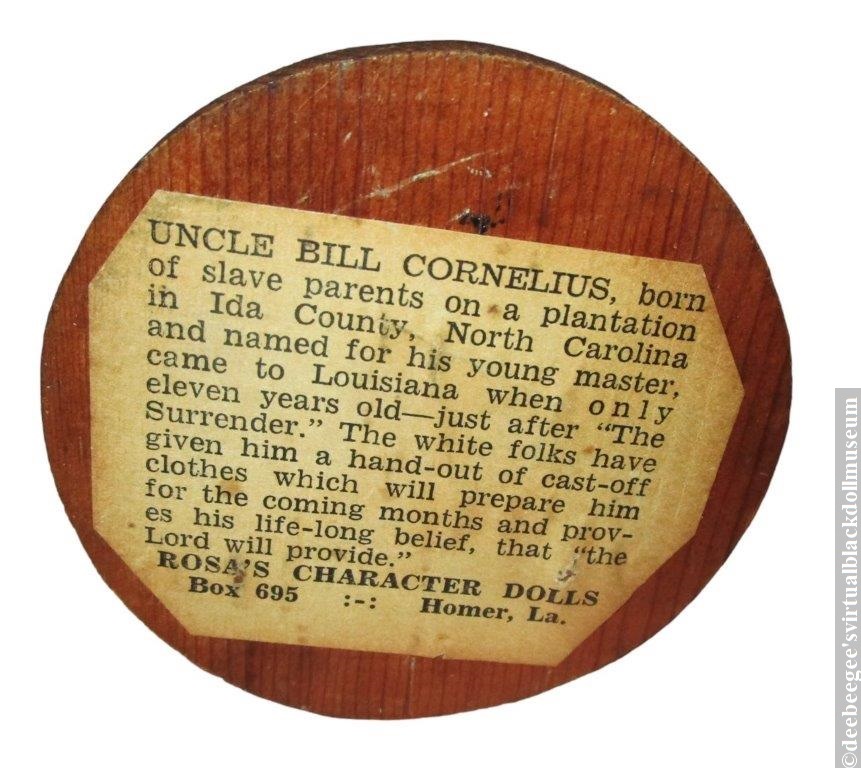 UNCLE BILL CORNELIUS, born
of slave parents on a plantation
in Ida County, North Carolina
and named for his young master,
came to Louisiana when only
eleven years old—just after "The
Surrender." The white folks have
given him a hand-out of cast-off
clothes which will prepare him
for the coming months and prov-
es his life-long belief, that "the
Lord will provide."
ROSA'S CHARACTER DOLLS
Box 695 :-: Homer, La.
©deebeegee'svirtualblackdollmuseum